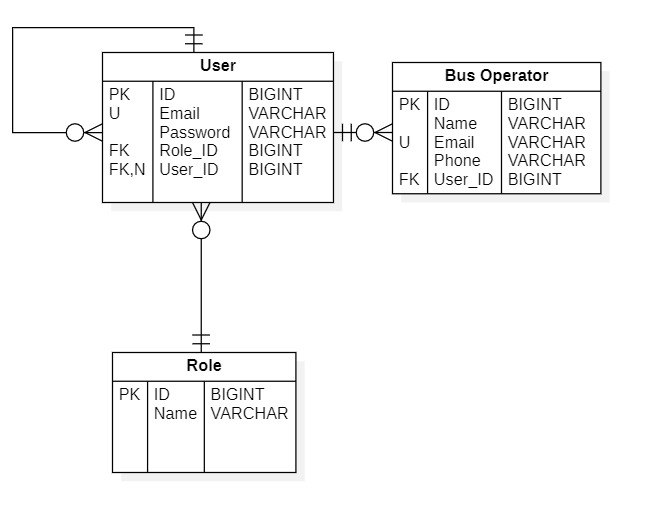 User
PK ID BIGINT
U Email VARCHAR
Password VARCHAR
FK Role_ID BIGINT
FK,N User_ID BIGINT
Bus Operator
PK ID BIGINT
Name VARCHAR
U Email VARCHAR
Phone VARCHAR
FK User_ID BIGINT
Role
PK ID BIGINT
Name VARCHAR